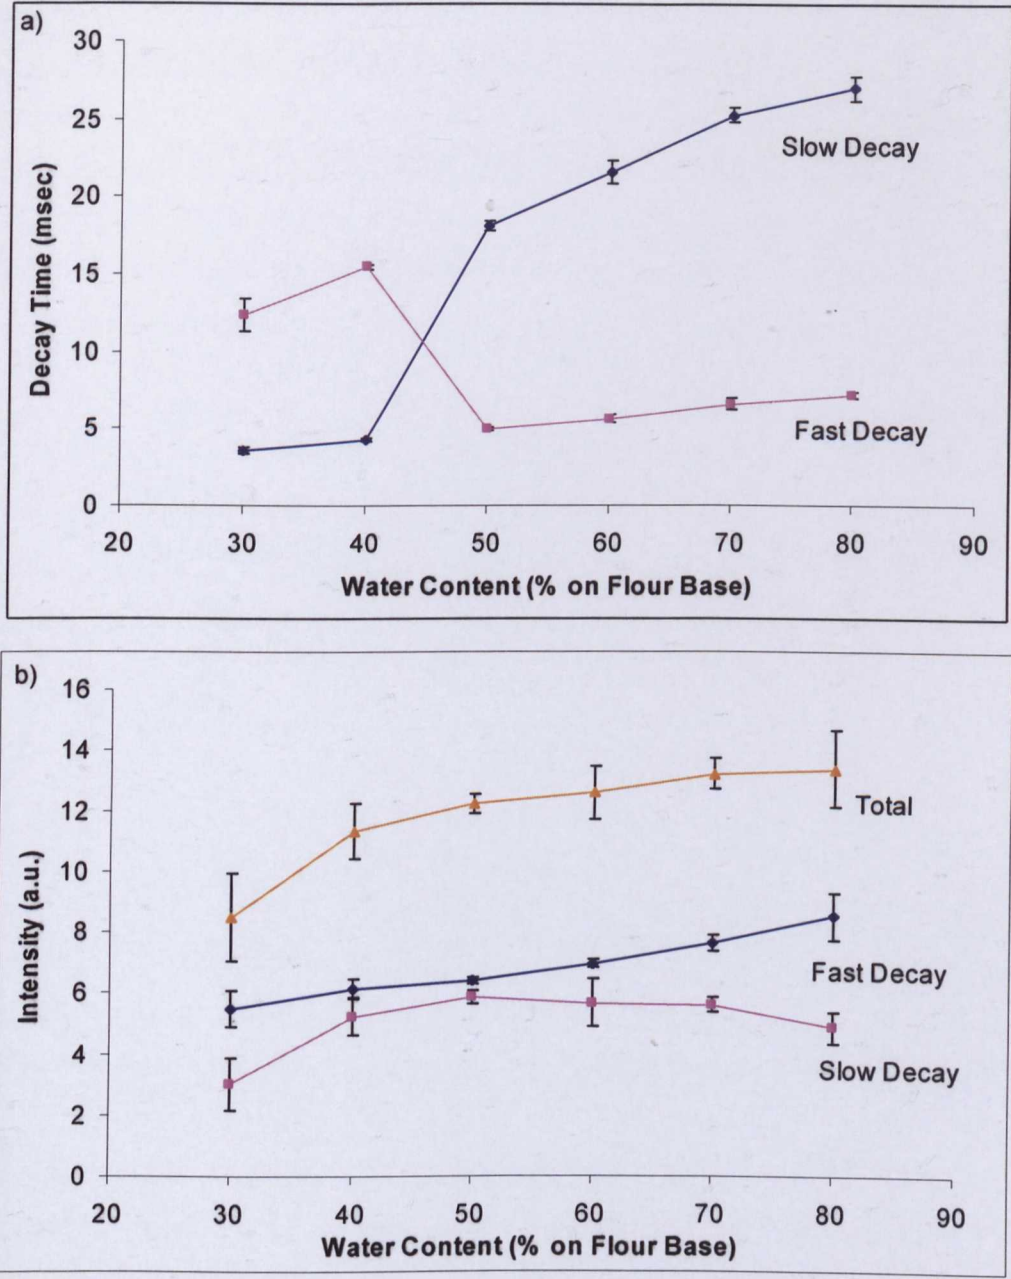 a)
30
25
20
15
10
5
0
Decay Time (msec)
Slow Decay
Fast Decay
20 30 40 50 60 70 80 90
Water Content (% on Flour Base)
b)
16
14
12
10
8
6
4
2
0
Intensity (a.u.)
Total
Fast Decay
Slow Decay
20 30 40 50 60 70 80 90
Water Content (% on Flour Base)